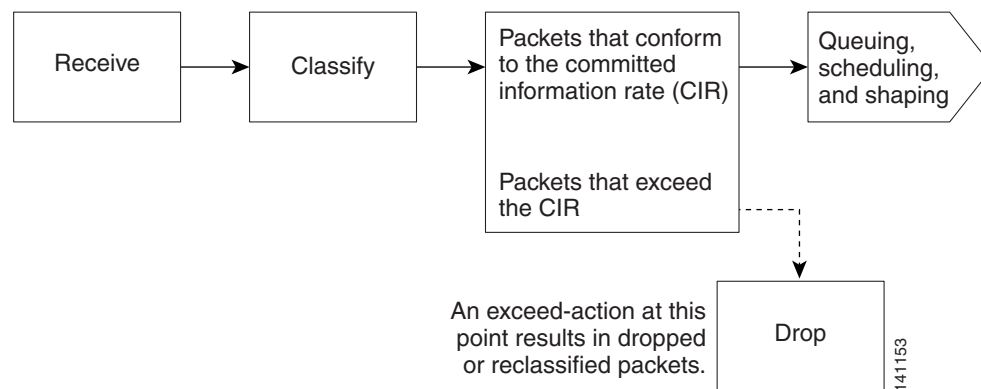 Receive
Classify
Packets that conform
to the committed
information rate (CIR)
Packets that exceed
the CIR
Queuing,
scheduling,
and shaping
An exceed-action at this
point results in dropped
or reclassified packets.
Drop
141153